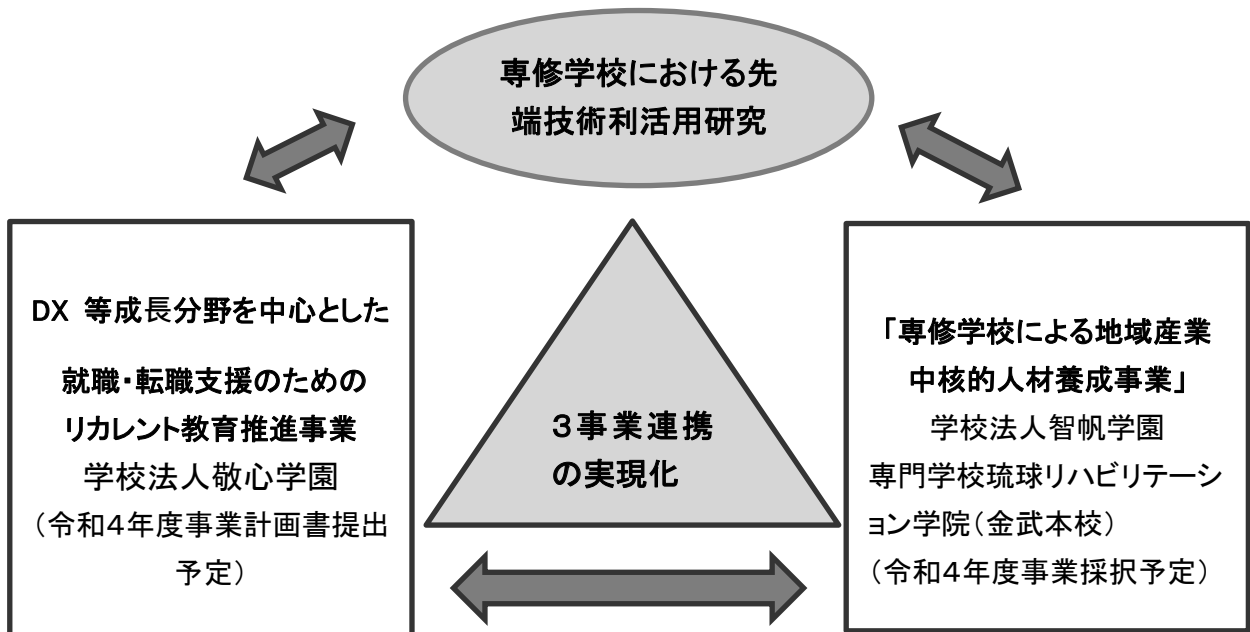 専修学校における先
端技術利活用研究
DX 等成長分野を中心とした
就職・転職支援のための
リカレント教育推進事業
学校法人敬心学園
（令和４年度事業計画書提出
予定）
３事業連携
の実現化
「専修学校による地域産業
中核的人材養成事業」
学校法人智帆学園
専門学校琉球リハビリテーシ
ョン学院（金武本校）
（令和４年度事業採択予定）